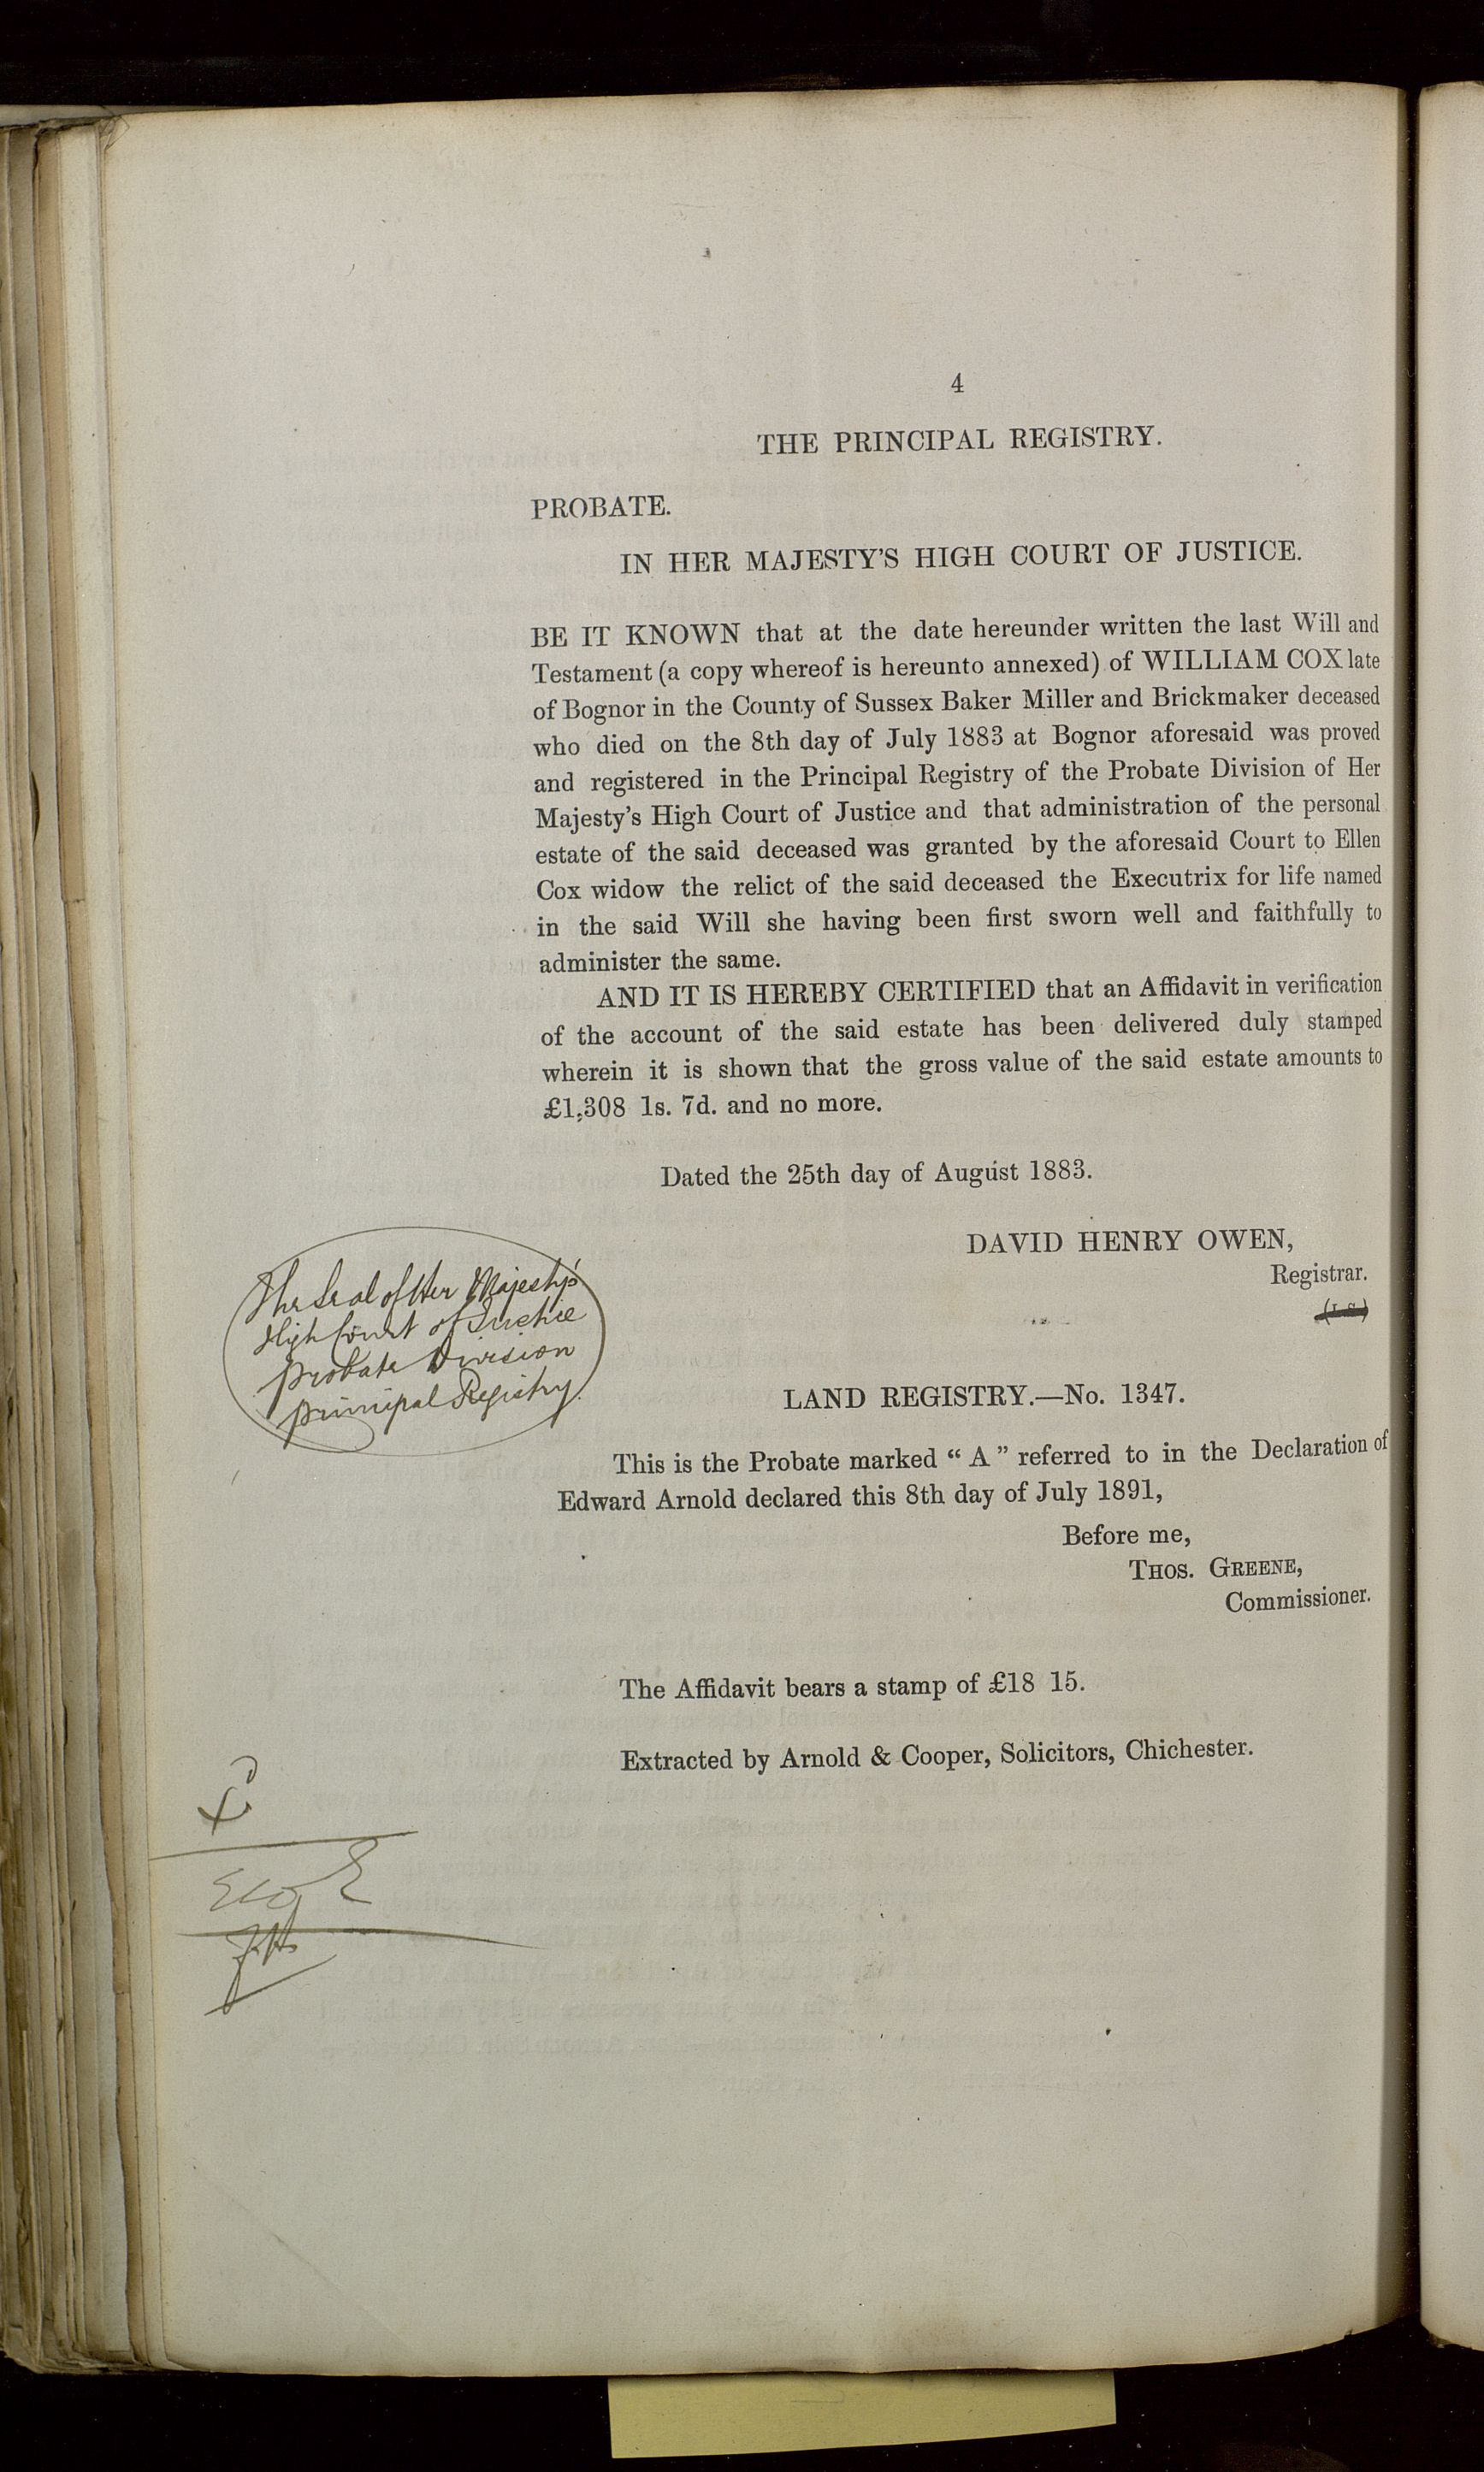 4
THE PRINCIPAL REGISTRY.
PROBATE.
IN HER MAJESTY'S HIGH COURT OF JUSTICE.
BE IT KNOWN that at the date hereunder written the last Will and
Testament (a copy whereof is hereunto annexed) of WILLIAM COX late
of Bognor in the County of Sussex Baker Miller and Brickmaker deceased
who died on the 8th day of July 1883 at Bognor aforesaid was proved
and registered in the Principal Registry of the Probate Division of Her
Majesty's High Court of Justice and that administration of the personal
estate of the said deceased was granted by the aforesaid Court to Ellen
Cox widow the relict of the said deceased the Executrix for life named
in the said Will she having been first sworn well and faithfully to
administer the same.
AND IT IS HEREBY CERTIFIED that an Affidavit in verification
of the account of the said estate has been delivered duly stamped
wherein it is shown that the gross value of the said estate amounts to
£1,308 1s. 7d. and no more.
Dated the 25th day of August 1883.
DAVID HENRY OWEN,
Registrar.
(L.S.)
The Seal of Her Majesty's
High Court of Justice
Probate Division
Principal Registry.
LAND REGISTRY.—No. 1347.
This is the Probate marked “ A ” referred to in the Declaration of
Edward Arnold declared this 8th day of July 1891,
Before me,
THOS. GREENE,
Commissioner.
The Affidavit bears a stamp of £18 15.
Extracted by Arnold & Cooper, Solicitors, Chichester.